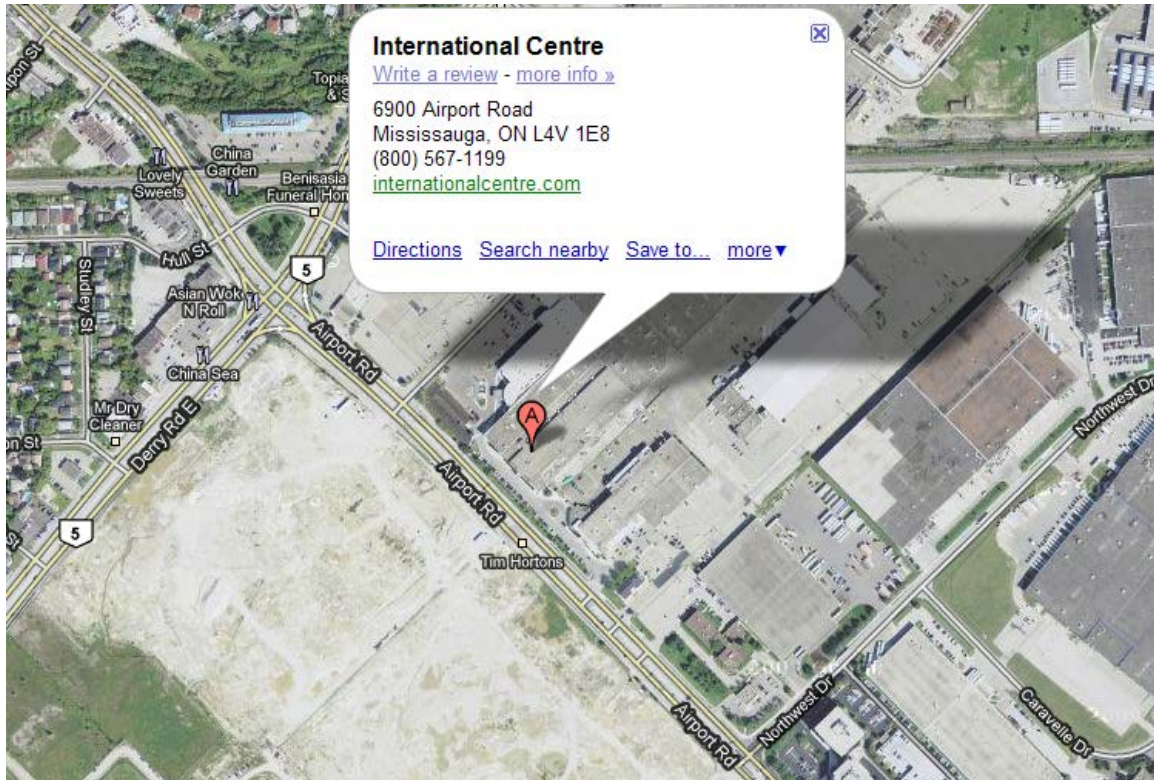 International Centre
Write a review - more info »
6900 Airport Road
Mississauga, ON L4V 1E8
(800) 567-1199
internationalcentre.com
Directions Search nearby Save to... more▼
Lovely
Sweets
China
Garden
Benisasia
Funeral Hom
Hull St
5
Studley St
Asian Wok
N Roll
Airport Rd
China Sea
Mr Dry
Cleaner
Derry Rd E
on St
A
Northwest Dr
Airport Rd
5
Tim Hortons
Airport Rd
Northwest Dr
Caravelle Dr